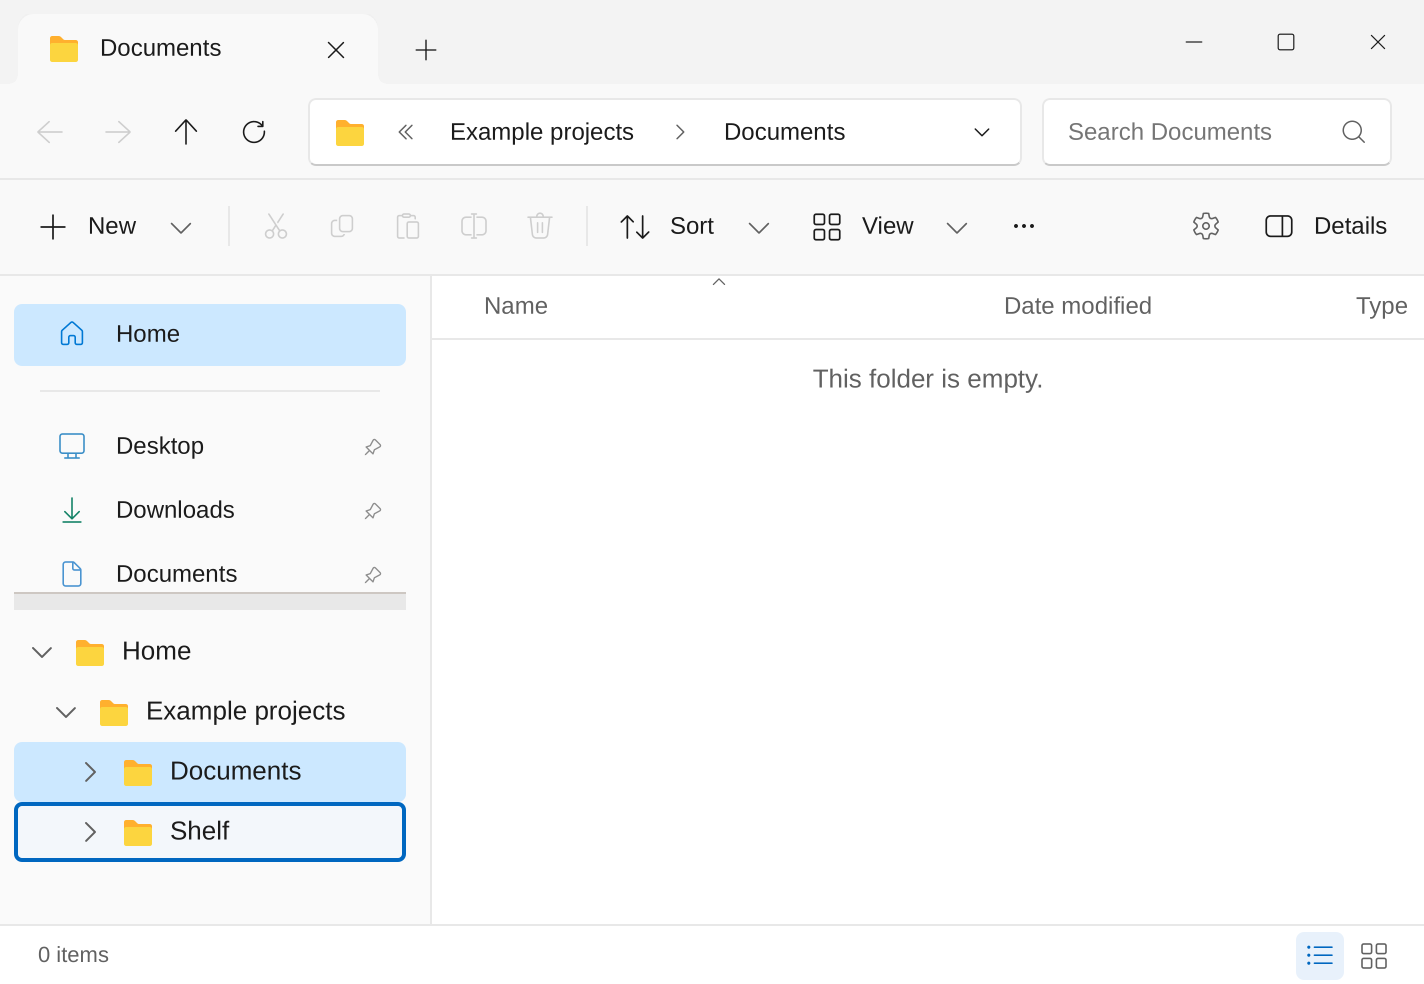 Documents
Example projects
Documents
Search Documents
New
Sort
View
Details
Home
Desktop
Downloads
Documents
Home
Example projects
Documents
Shelf
Name
Date modified
Type
This folder is empty.
0 items